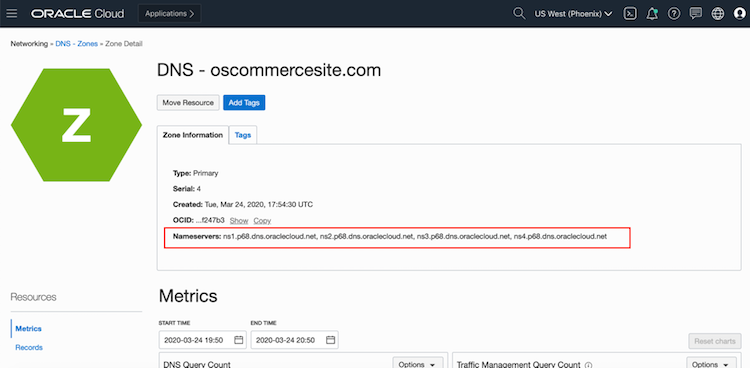 ORACLE Cloud Applications > US West (Phoenix)
Networking » DNS - Zones » Zone Detail
DNS - oscommercesite.com
Z
Move Resource Add Tags
Zone Information Tags
Type: Primary
Serial: 4
Created: Tue, Mar 24, 2020, 17:54:30 UTC
OCID: ...f247b3 Show Copy
Nameservers: ns1.p68.dns.oraclecloud.net, ns2.p68.dns.oraclecloud.net, ns3.p68.dns.oraclecloud.net, ns4.p68.dns.oraclecloud.net
Resources
Metrics
Records
Metrics
START TIME END TIME
2020-03-24 19:50 2020-03-24 20:50 Reset charts
DNS Query Count Options Traffic Management Query Count Options